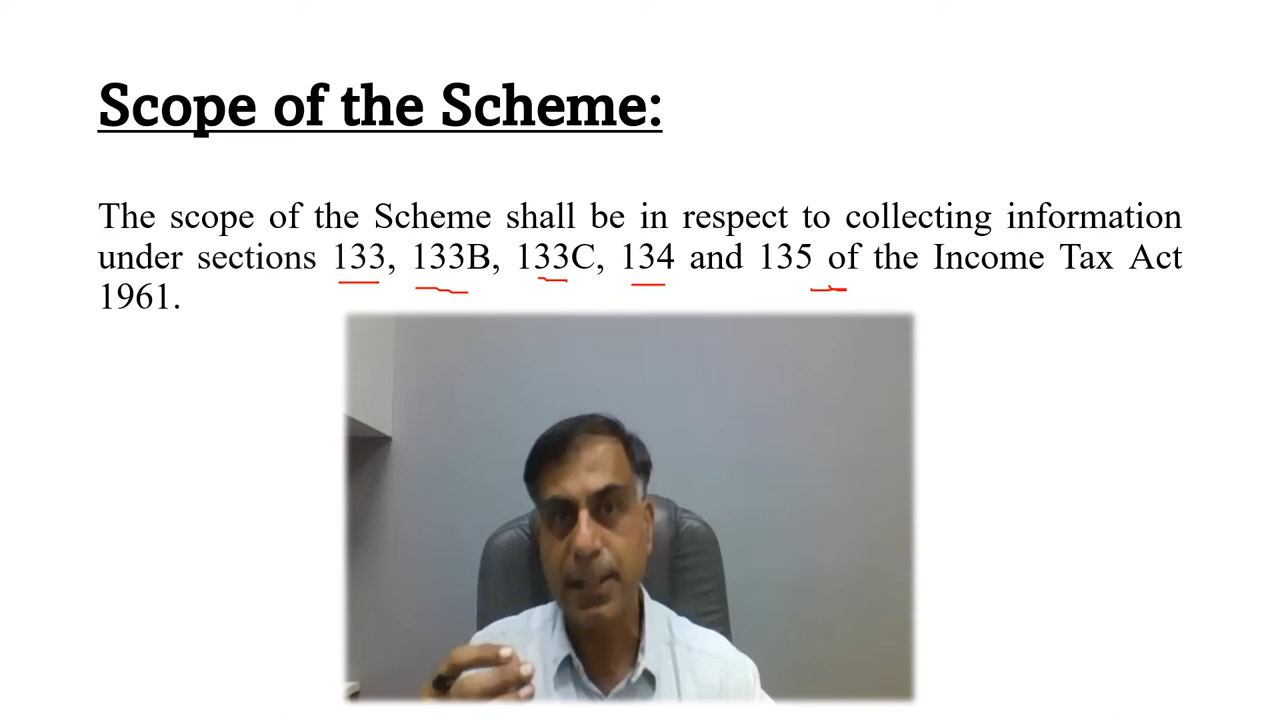 Scope of the Scheme:
The scope of the Scheme shall be in respect to collecting information
under sections 133, 133B, 133C, 134 and 135 of the Income Tax Act
1961.